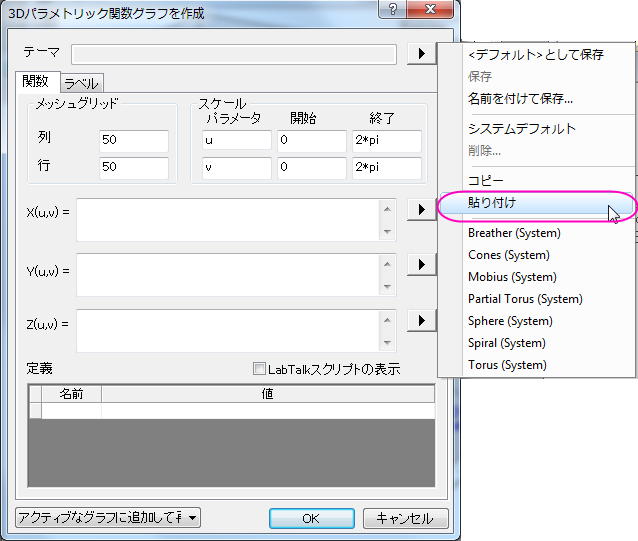 3Dパラメトリック関数グラフを作成
テーマ
関数 ラベル
メッシュグリッド
列 50
行 50
スケール
パラメータ 開始 終了
u 0 2*pi
v 0 2*pi
X(u,v) =
Y(u,v) =
Z(u,v) =
定義
LabTalkスクリプトの表示
名前 値
アクティブなグラフに追加して
OK
キャンセル
<デフォルト>として保存
保存
名前を付けて保存...
システムデフォルト
削除...
コピー
貼り付け
Breather (System)
Cones (System)
Mobius (System)
Partial Torus (System)
Sphere (System)
Spiral (System)
Torus (System)